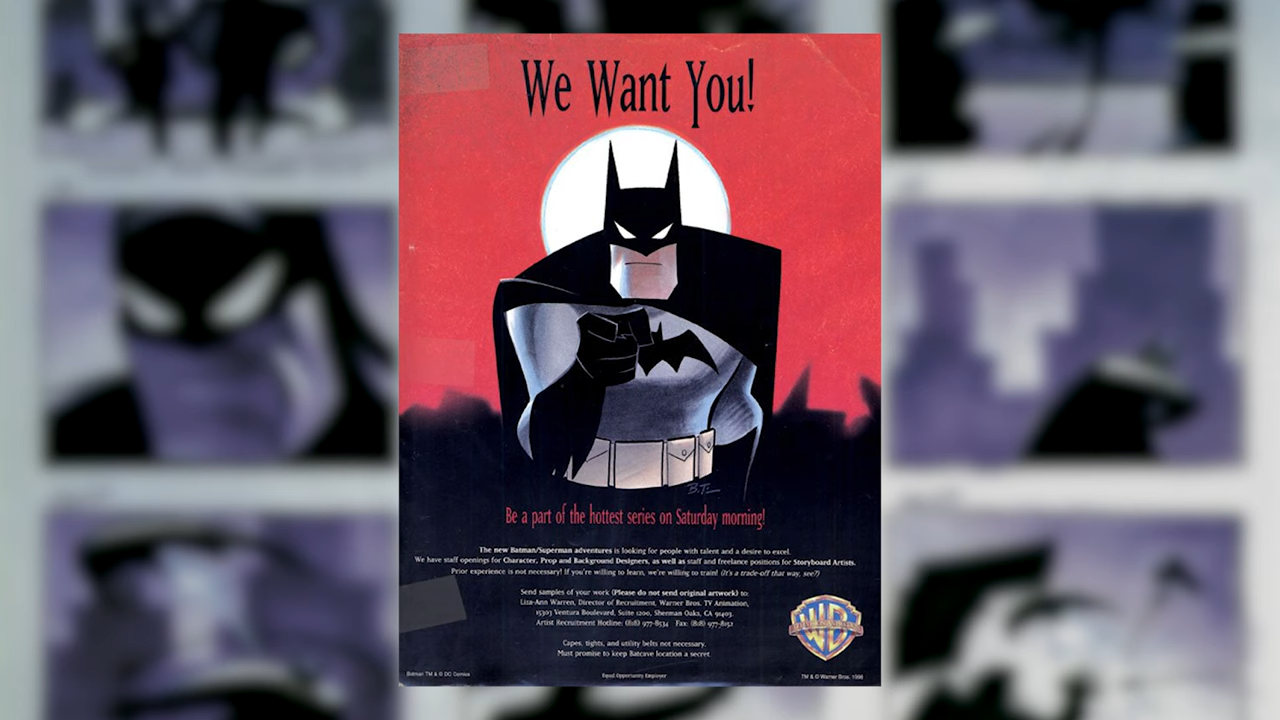 We Want You!
B.T.
Be a part of the hottest series on Saturday morning!
The new Batman/Superman adventures is looking for people with talent and a desire to excel.
We have staff openings for Character, Prop and Background Designers, as well as staff and freelance positions for Storyboard Artists.
Prior experience is not necessary! If you're willing to learn, we're willing to train! (It's a trade-off that way, see?)
Send samples of your work (Please do not send original artwork) to:
Liza-Ann Warren, Director of Recruitment, Warner Bros. TV Animation,
15303 Ventura Boulevard, Suite 1200, Sherman Oaks, CA 91403.
Artist Recruitment Hotline: (818) 977-8534 Fax: (818) 977-8152
Capes, tights, and utility belts not necessary.
Must promise to keep Batcave location a secret.
WB
Batman TM & © DC Comics
Equal Opportunity Employer
TM & © Warner Bros. 1998